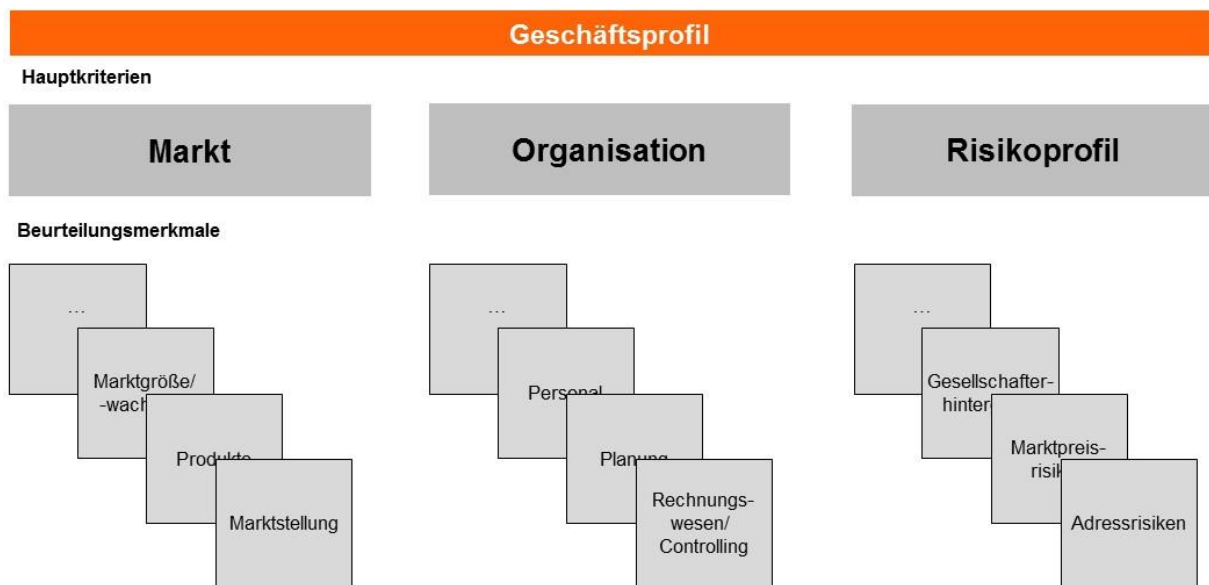 Geschäftsprofil
Hauptkriterien
Markt
Organisation
Risikoprofil
Beurteilungsmerkmale
...
Marktgröße/
Produkte
Marktstellung
...
Personal
Planung
Rechnungs-
wesen/
Controlling
...
Gesellschafter-
Marktpreis-
Adressrisiken